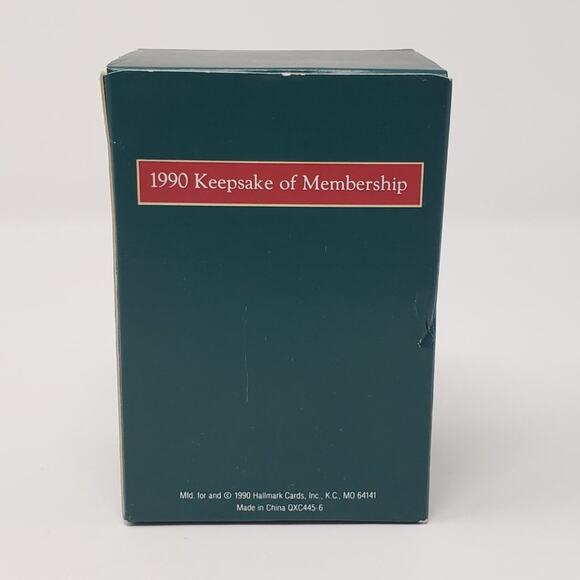 1990 Keepsake of Membership
Mfd. for and © 1990 Hallmark Cards, Inc., K.C., MO 64141
Made in China QXC445-6